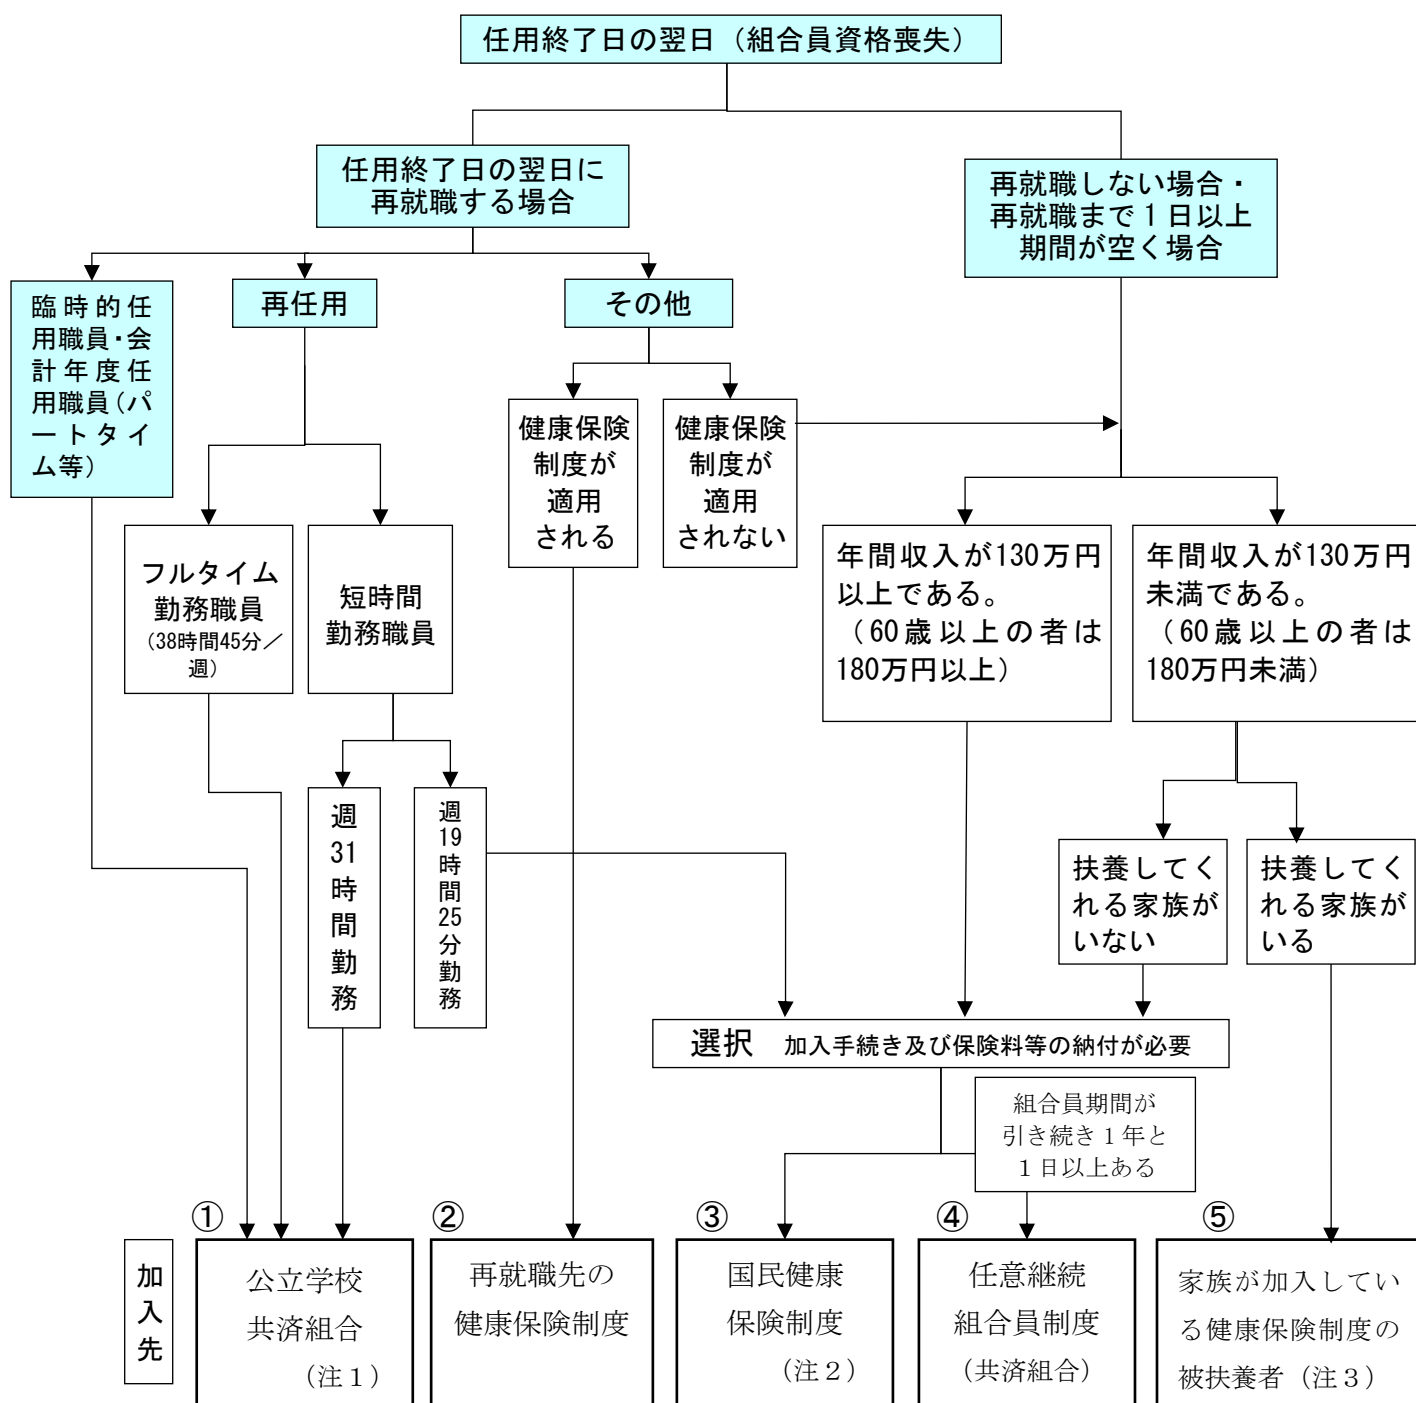 任用終了日の翌日（組合員資格喪失）
任用終了日の翌日に
再就職する場合
再就職しない場合・
再就職まで１日以上
期間が空く場合
臨時的任
用職員・会
計年度任
用職員（パ
ートタイ
ム等）
再任用
その他
健康保険
制度が
適用
される
健康保険
制度が
適用
されない
フルタイム
勤務職員
（38時間45分／
週）
短時間
勤務職員
年間収入が130万円
以上である。
（60歳以上の者は
180万円以上）
年間収入が130万円
未満である。
（60歳以上の者は
180万円未満）
週31時間勤務
週19時間25分勤務
扶養してく
れる家族が
いない
扶養してく
れる家族が
いる
選択　加入手続き及び保険料等の納付が必要
組合員期間が
引き続き１年と
１日以上ある
加入先
①
公立学校
共済組合
（注１）
②
再就職先の
健康保険制度
③
国民健康
保険制度
（注２）
④
任意継続
組合員制度
（共済組合）
⑤
家族が加入してい
る健康保険制度の
被扶養者（注３）